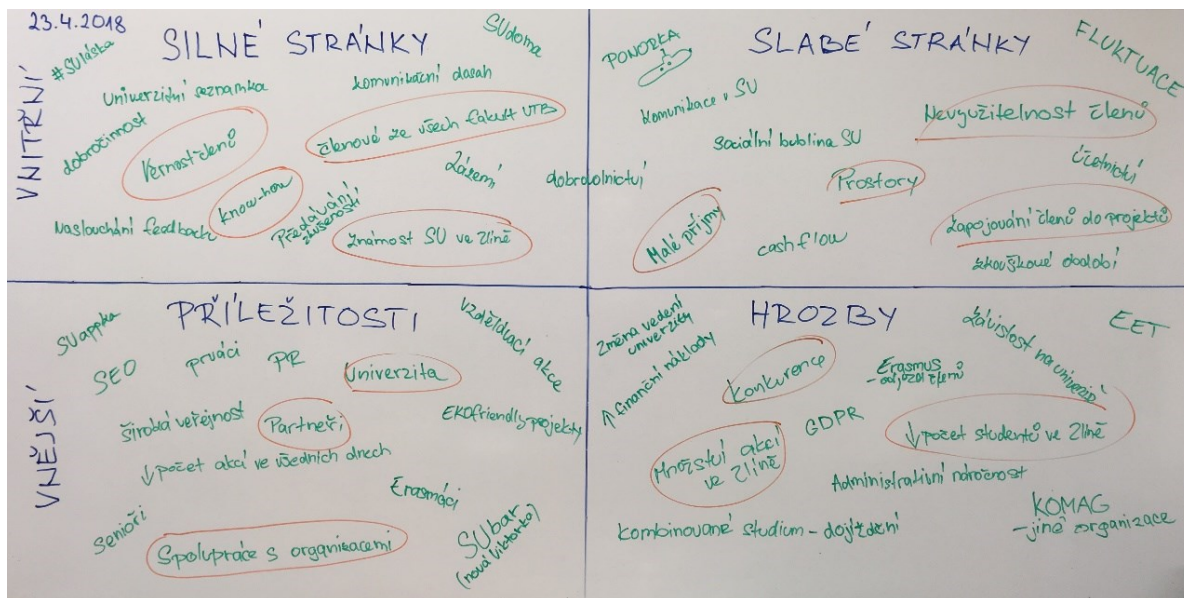 23.4.2018
SILNÉ STRÁNKY
SUdoma
#SUláska
Univerzitní seznamka
komunikační dosah
dobročinnost
Věrnost členů
členové ze všech fakult UTB
Zázemí
dobrovolnictví
know-how
Naslouchání feedbacku
Předávání
zkušeností
známost SU ve Zlíně
VNITŘNÍ
SLABÉ STRÁNKY
PONORKA
FLUKTUACE
komunikace v SU
Nevyužitelnost členů
Sociální bublina SU
Účetnictví
Prostory
Malé příjmy
Zapojování členů do projektů
cash flow
zkouškové období
PŘÍLEŽITOSTI
SUappka
SEO
prváci
PR
Univerzita
Vzdělávací akce
široká veřejnost
Partneři
EKOfriendly projekty
↓ počet akcí ve všedních dnech
Erasmáci
Senioři
Spolupráce s organizacemi
SUbar
(nová Viktorka)
VNĚJŠÍ
HROZBY
Změna vedení
univerzity
↑ finanční náklady
Konkurence
Erasmus
- odjezd členů
závislost na univerzitě
EET
GDPR
↓ počet studentů ve Zlíně
Množství akcí
ve Zlíně
Administrativní náročnost
Kombinované studium - dojíždění
KOMAG
- jiné organizace